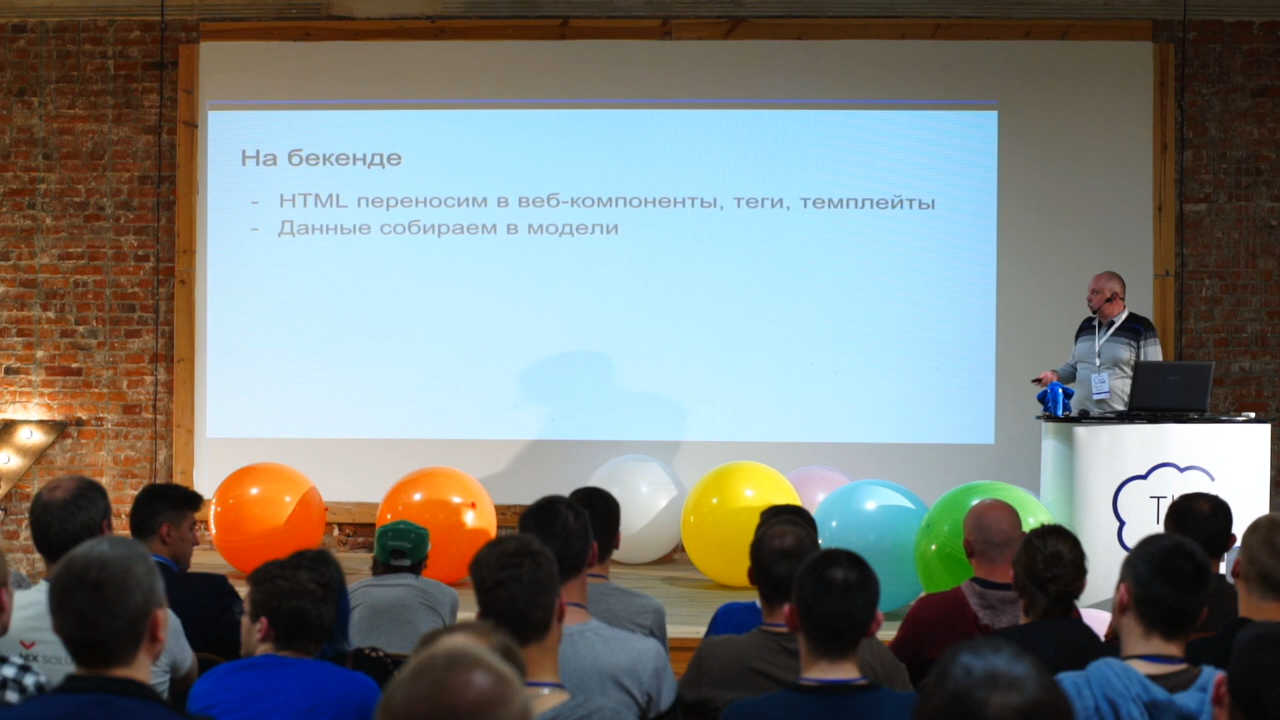 На бекенде
- HTML переносим в веб-компоненты, теги, темплейты
- Данные собираем в модели